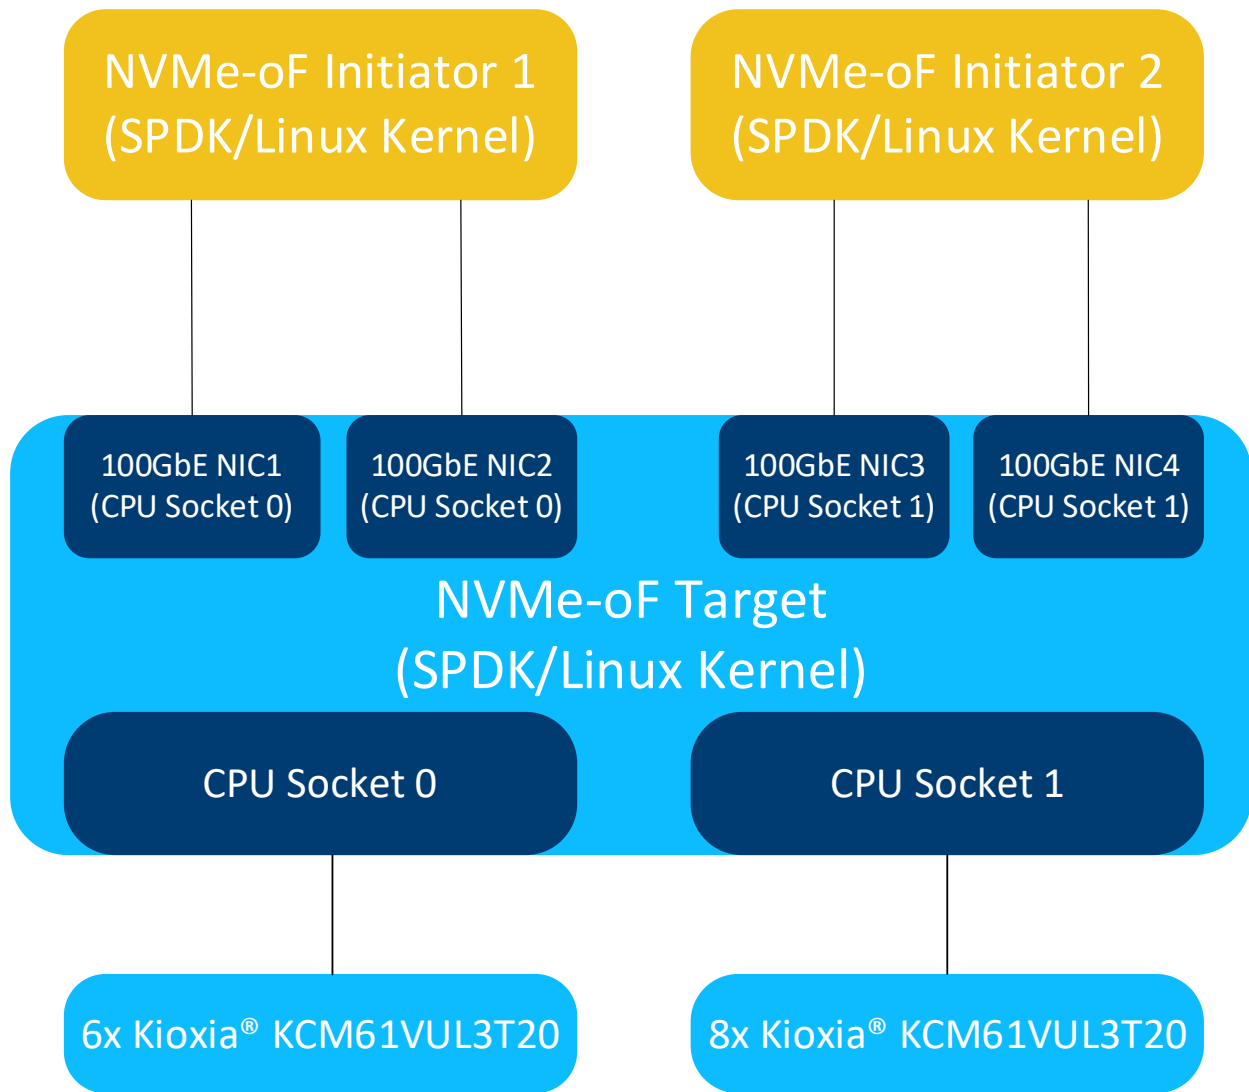 NVMe-oF Initiator 1
(SPDK/Linux Kernel)
NVMe-oF Initiator 2
(SPDK/Linux Kernel)
100GbE NIC1
(CPU Socket 0)
100GbE NIC2
(CPU Socket 0)
100GbE NIC3
(CPU Socket 1)
100GbE NIC4
(CPU Socket 1)
NVMe-oF Target
(SPDK/Linux Kernel)
CPU Socket 0
CPU Socket 1
6x Kioxia® KCM61VUL3T20
8x Kioxia® KCM61VUL3T20